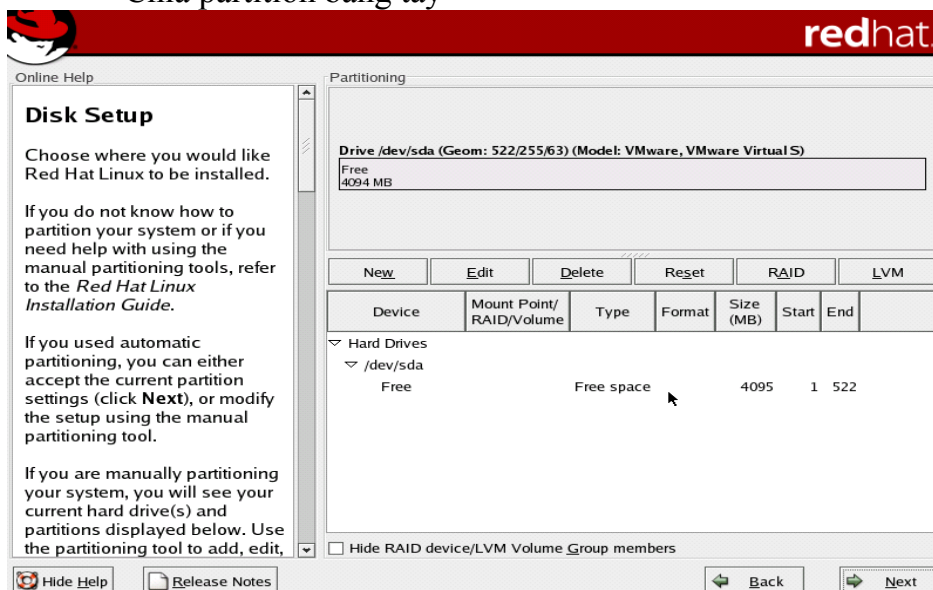 Chia partition bằng tay
redhat.
Online Help
Disk Setup
Choose where you would like
Red Hat Linux to be installed.
If you do not know how to
partition your system or if you
need help with using the
manual partitioning tools, refer
to the Red Hat Linux
Installation Guide.
If you used automatic
partitioning, you can either
accept the current partition
settings (click Next), or modify
the setup using the manual
partitioning tool.
If you are manually partitioning
your system, you will see your
current hard drive(s) and
partitions displayed below. Use
the partitioning tool to add, edit,
Partitioning
Drive /dev/sda (Geom: 522/255/63) (Model: VMware, VMware Virtual S)
Free
4094 MB
New Edit Delete Reset RAID LVM
Device Mount Point/ RAID/Volume Type Format Size (MB) Start End
Hard Drives
/dev/sda
Free Free space 4095 1 522
Hide RAID device/LVM Volume Group members
Hide Help Release Notes Back Next